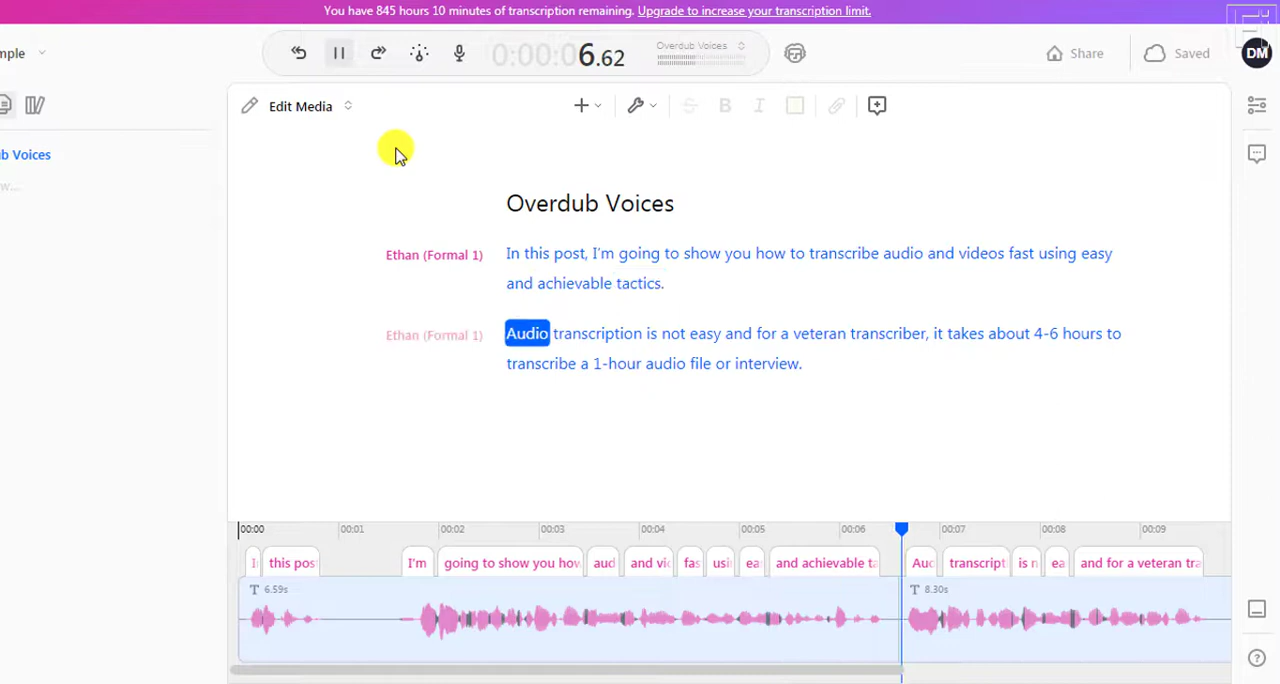 You have 845 hours 10 minutes of transcription remaining. Upgrade to increase your transcription limit.
mple
0:00:06.62
Overdub Voices
Share
Saved
DM
Edit Media
B I
b Voices
w...
Overdub Voices
Ethan (Formal 1)
In this post, I'm going to show you how to transcribe audio and videos fast using easy
and achievable tactics.
Ethan (Formal 1)
Audio transcription is not easy and for a veteran transcriber, it takes about 4-6 hours to
transcribe a 1-hour audio file or interview.
00:00 00:01 00:02 00:03 00:04 00:05 00:06 00:07 00:08 00:09
I this pos I'm going to show you how aud and vi fas usi ea and achievable ta Aud transcript is n ea and for a veteran tra
T 6.59s T 8.30s